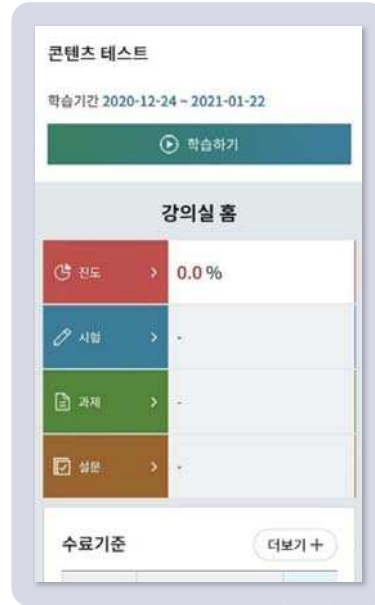 콘텐츠 테스트
학습기간 2020-12-24 ~ 2021-01-22
학습하기
강의실 홈
진도 > 0.0 %
시험 > -
과제 > -
설문 > -
수료기준 더보기 +